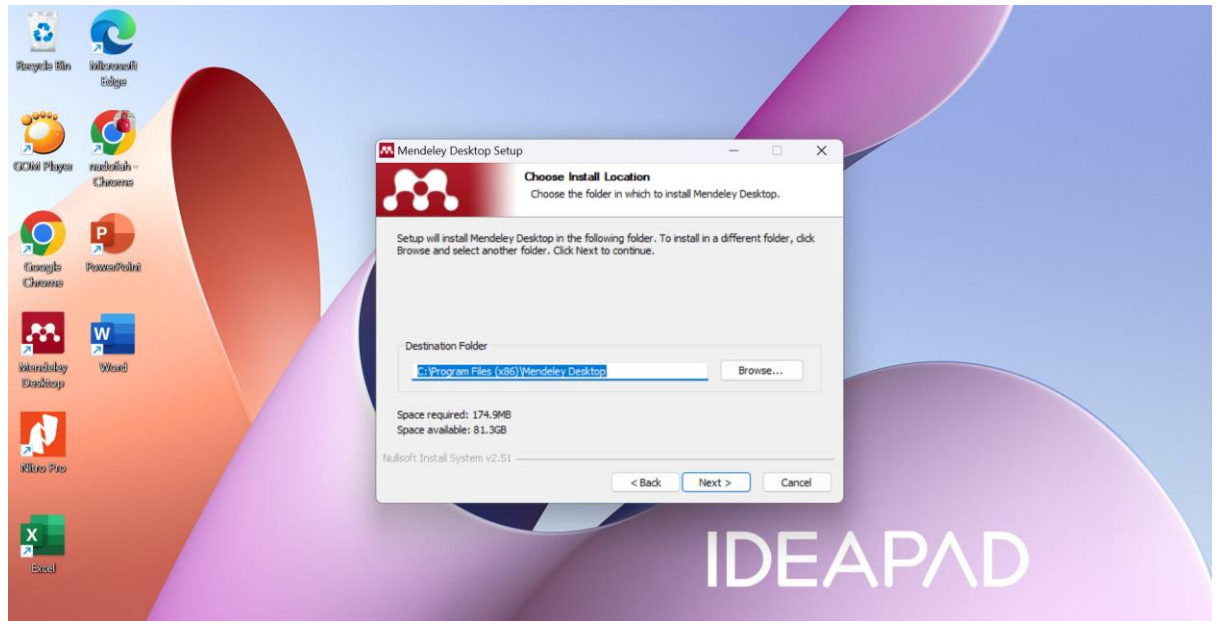 Recycle Bin
Microsoft
Edge
GOM Player
nadofiah -
Chrome
Google
Chrome
PowerPoint
Mendeley
Desktop
Word
Nitro Pro
Excel
Mendeley Desktop Setup
Choose Install Location
Choose the folder in which to install Mendeley Desktop.
Setup will install Mendeley Desktop in the following folder. To install in a different folder, click
Browse and select another folder. Click Next to continue.
Destination Folder
C:\Program Files (x86)\Mendeley Desktop
Browse...
Space required: 174.9MB
Space available: 81.3GB
Nullsoft Install System v2.51
< Back
Next >
Cancel
IDEAPAD